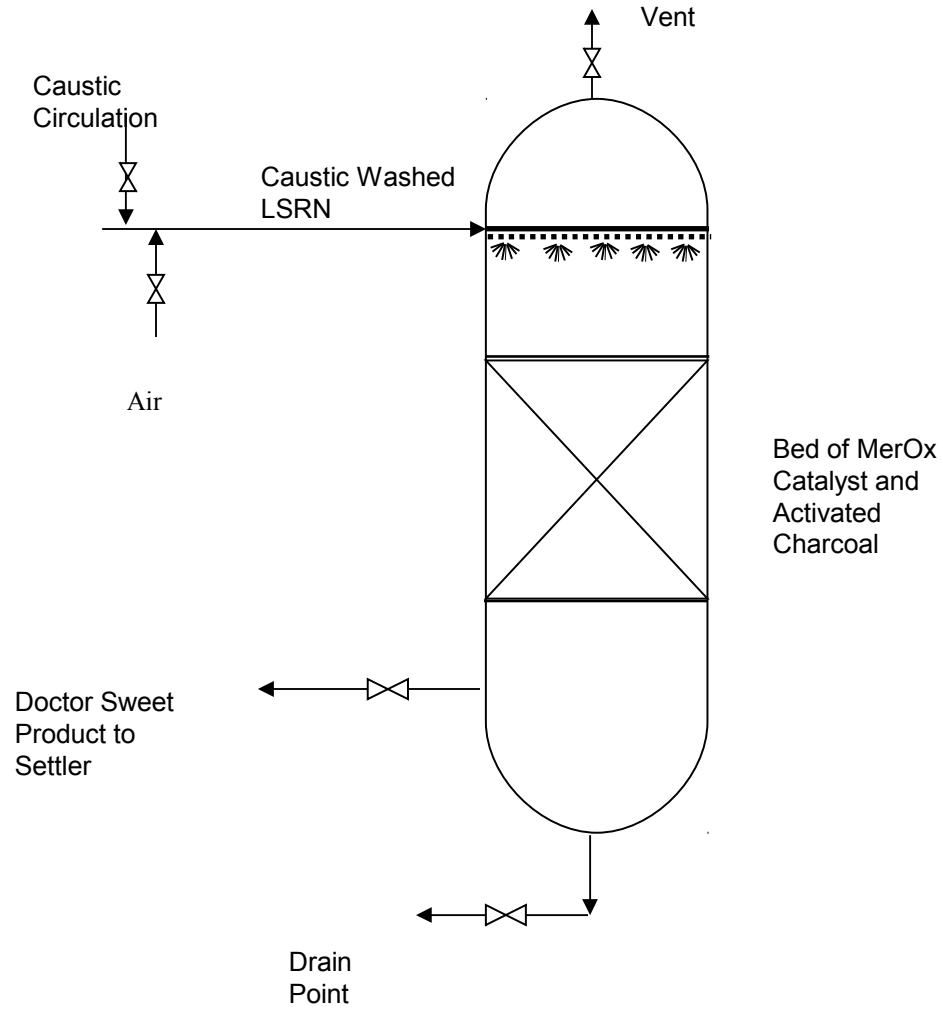 Vent
Caustic
Circulation
Caustic Washed
LSRN
Air
Bed of MerOx
Catalyst and
Activated
Charcoal
Doctor Sweet
Product to
Settler
Drain
Point